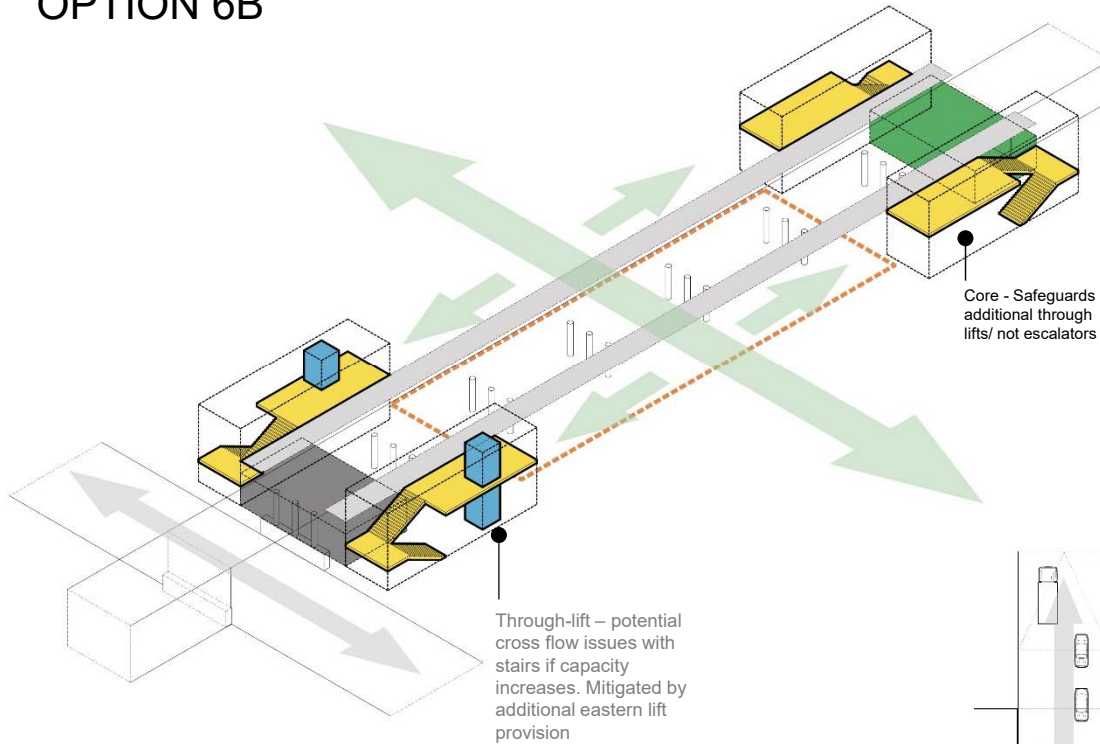 OPTION 6B
Core - Safeguards
additional through
lifts/ not escalators
Through-lift – potential
cross flow issues with
stairs if capacity
increases. Mitigated by
additional eastern lift
provision